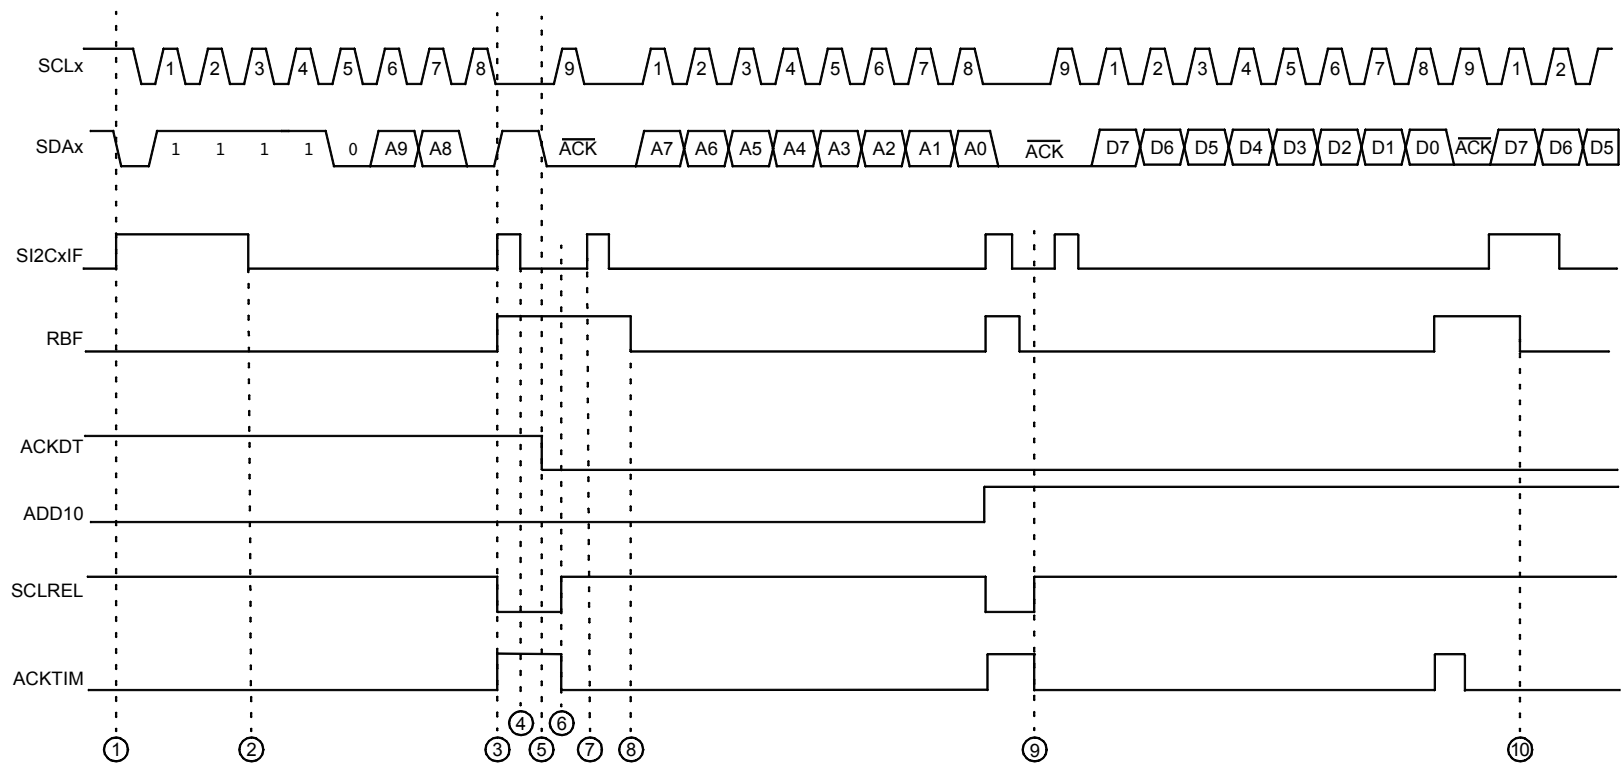 SCLx 1 2 3 4 5 6 7 8 9 1 2 3 4 5 6 7 8 9 1 2 3 4 5 6 7 8 9 1 2
SDAx 1 1 1 1 0 A9 A8 A̅C̅K̅ A7 A6 A5 A4 A3 A2 A1 A0 A̅C̅K̅ D7 D6 D5 D4 D3 D2 D1 D0 A̅C̅K̅ D7 D6 D5
SI2CxIF
RBF
ACKDT
ADD10
SCLREL
ACKTIM
④ ⑥
① ② ③ ⑤ ⑦ ⑧ ⑨ ⑩